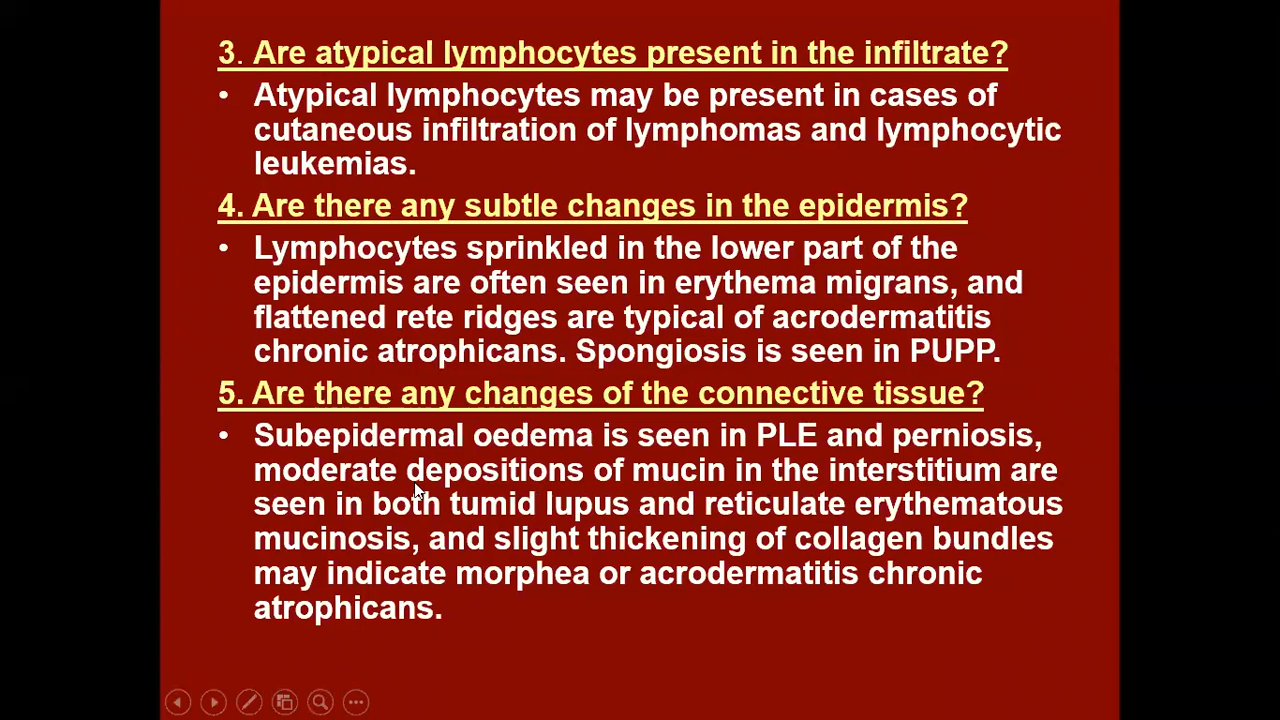 3. Are atypical lymphocytes present in the infiltrate?
• Atypical lymphocytes may be present in cases of
cutaneous infiltration of lymphomas and lymphocytic
leukemias.
4. Are there any subtle changes in the epidermis?
• Lymphocytes sprinkled in the lower part of the
epidermis are often seen in erythema migrans, and
flattened rete ridges are typical of acrodermatitis
chronic atrophicans. Spongiosis is seen in PUPP.
5. Are there any changes of the connective tissue?
• Subepidermal oedema is seen in PLE and perniosis,
moderate depositions of mucin in the interstitium are
seen in both tumid lupus and reticulate erythematous
mucinosis, and slight thickening of collagen bundles
may indicate morphea or acrodermatitis chronic
atrophicans.